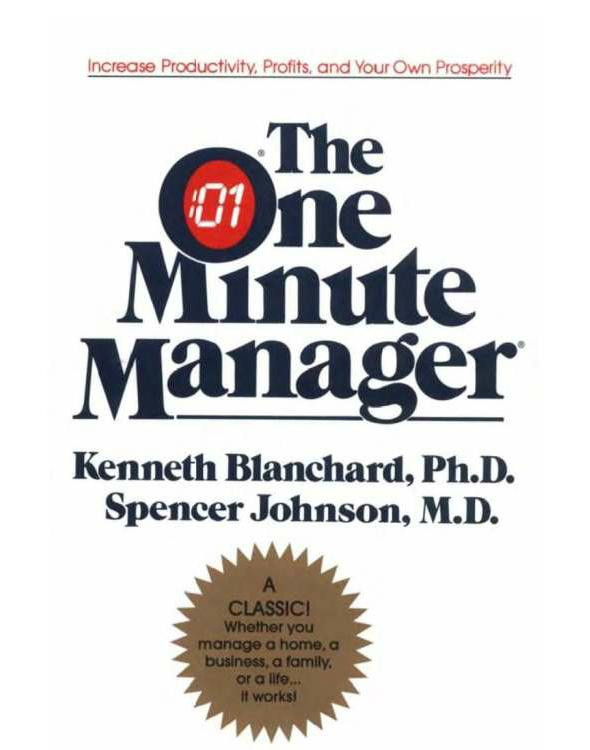 Increase Productivity, Profits, and Your Own Prosperity
®The
:01
One
Minute
Manager®
Kenneth Blanchard, Ph.D.
Spencer Johnson, M.D.
A
CLASSIC!
Whether you
manage a home, a
business, a family,
or a life...
It works!